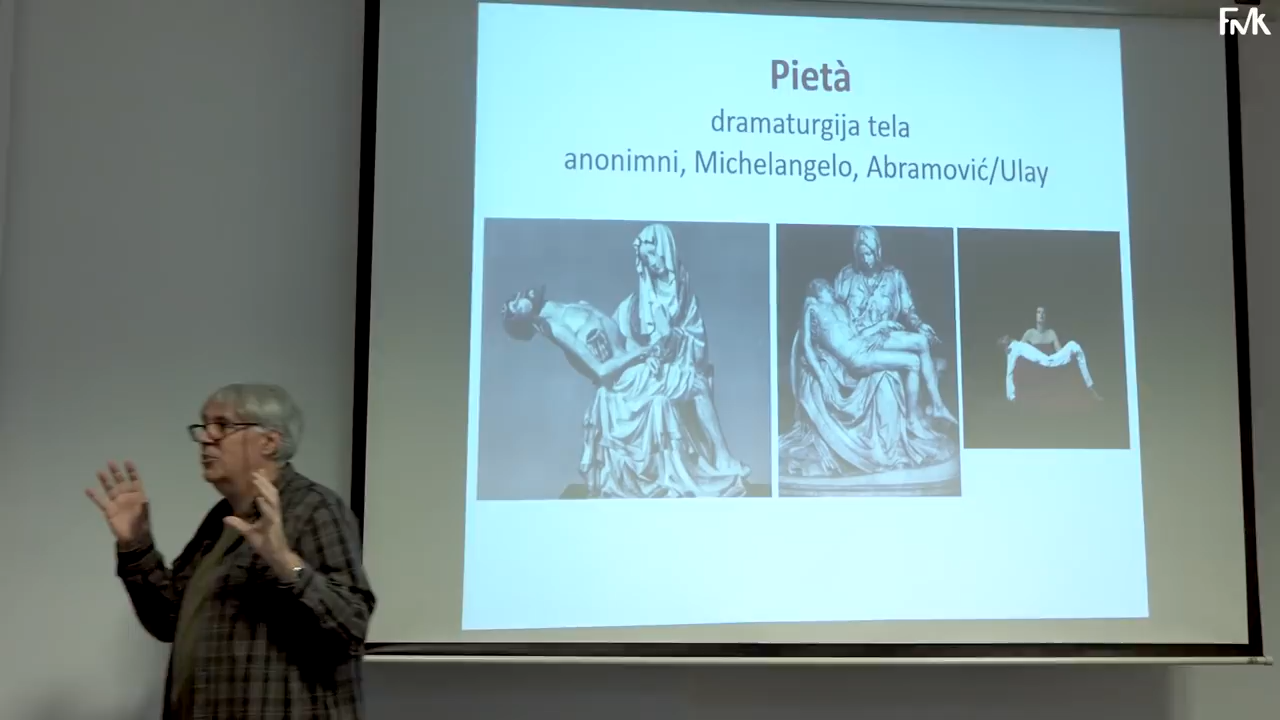 FMK
Pietà
dramaturgija tela
anonimni, Michelangelo, Abramović/Ulay